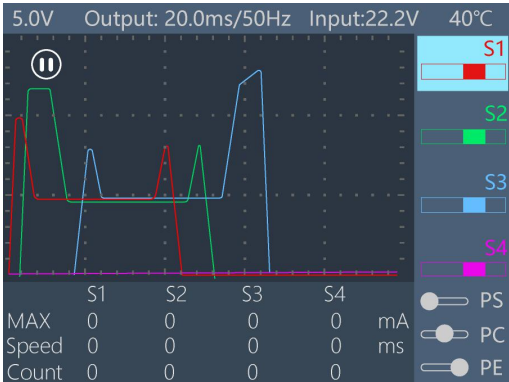 5.0V Output: 20.0ms/50Hz Input:22.2V 40°C
S1
S2
S3
S4
S1 S2 S3 S4
MAX 0 0 0 0 mA
Speed 0 0 0 0 ms
Count 0 0 0 0
PS
PC
PE